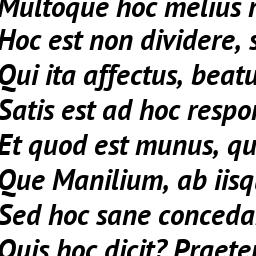 Multoque hoc melius
Hoc est non dividere,
Qui ita affectus, beatu
Satis est ad hoc respon
Et quod est munus, qu
Que Manilium, ab iisq
Sed hoc sane conceda
Quis hoc dicit? Praeter